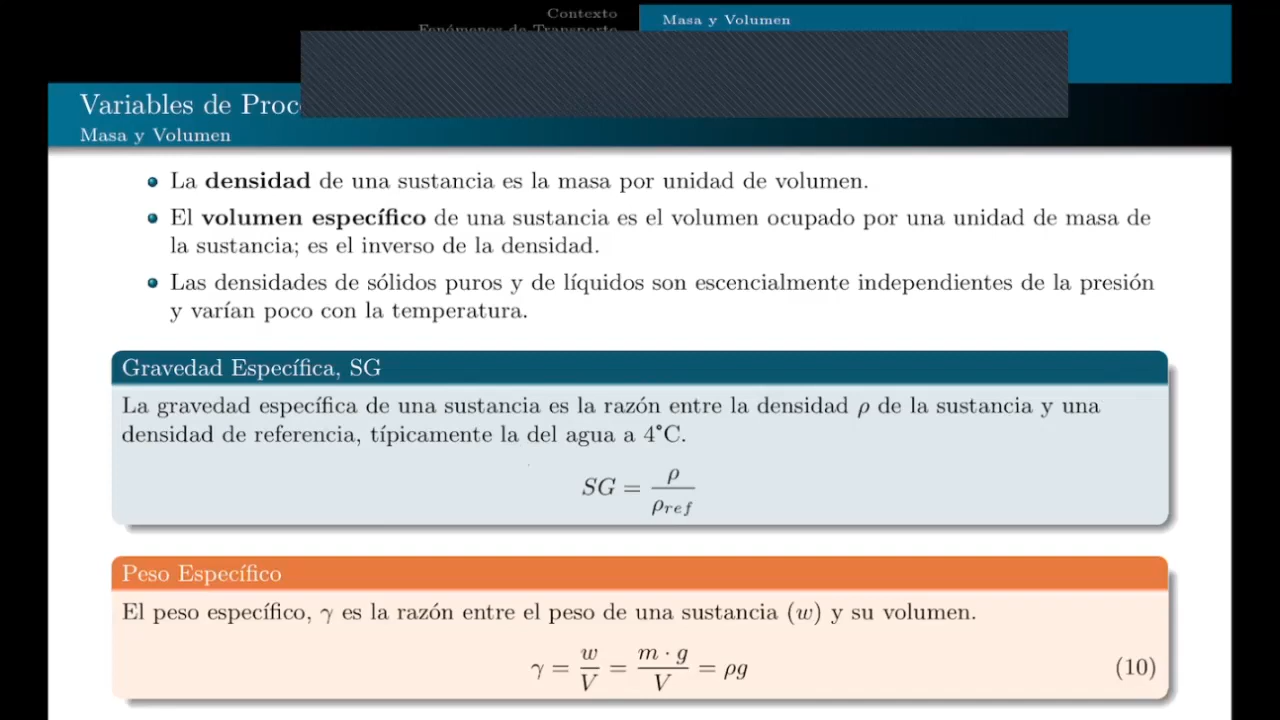 Contexto
Fenómenos de Transporte
Masa y Volumen
Variables de
Masa y Volumen
La densidad de una sustancia es la masa por unidad de volumen.
El volumen específico de una sustancia es el volumen ocupado por una unidad de masa de
la sustancia; es el inverso de la densidad.
Las densidades de sólidos puros y de líquidos son escencialmente independientes de la presión
y varían poco con la temperatura.
Gravedad Específica, SG
La gravedad específica de una sustancia es la razón entre la densidad ρ de la sustancia y una
densidad de referencia, típicamente la del agua a 4°C.
SG = ρ / ρref
Peso Específico
El peso específico, γ es la razón entre el peso de una sustancia (w) y su volumen.
γ = w / V = m · g / V = ρg (10)